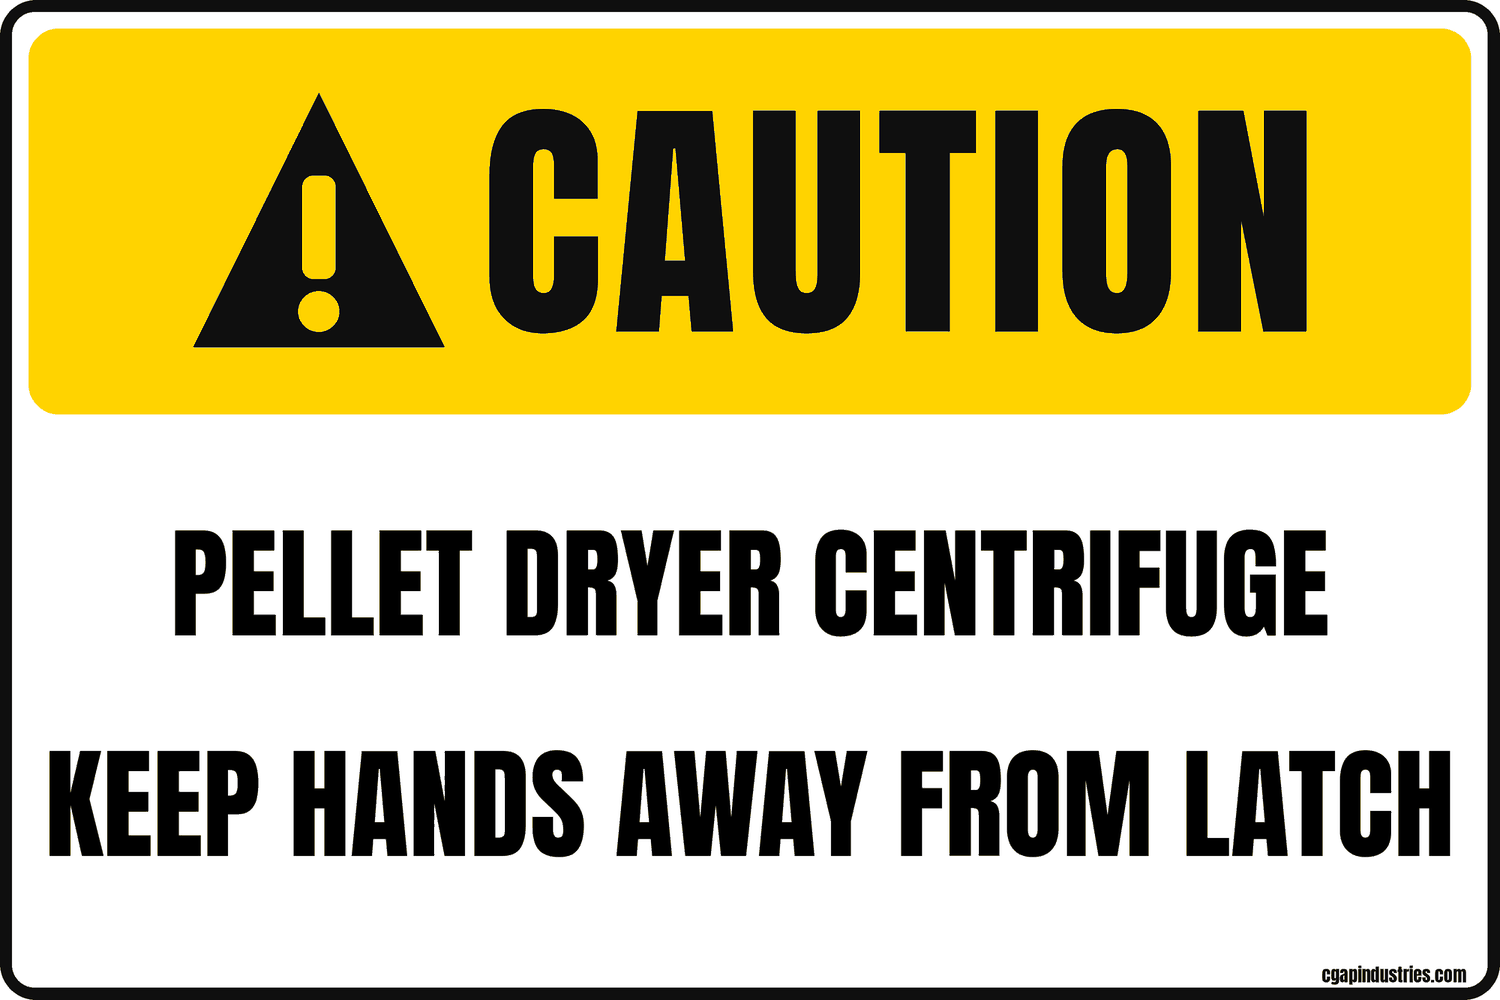 CAUTION
PELLET DRYER CENTRIFUGE
KEEP HANDS AWAY FROM LATCH
cgapindustries.com